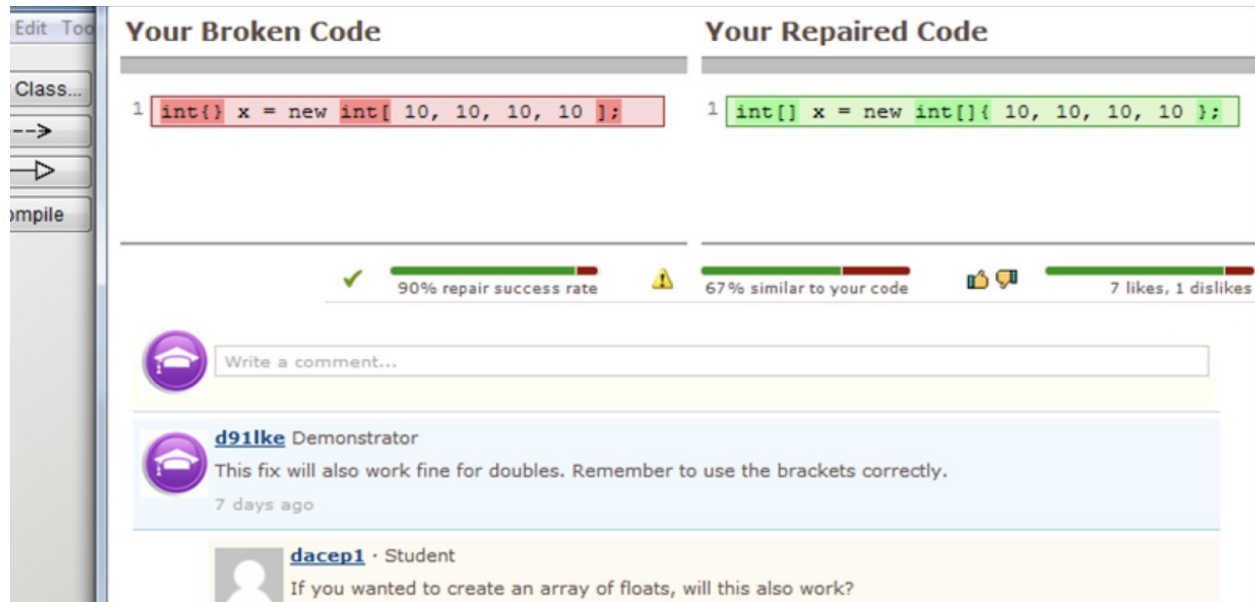 Edit Too
Your Broken Code
Your Repaired Code
Class...
1 int{} x = new int[ 10, 10, 10, 10 ];
1 int[] x = new int[]{ 10, 10, 10, 10 };
ompile
90% repair success rate
67% similar to your code
7 likes, 1 dislikes
Write a comment...
d91lke Demonstrator
This fix will also work fine for doubles. Remember to use the brackets correctly.
7 days ago
dacep1 · Student
If you wanted to create an array of floats, will this also work?